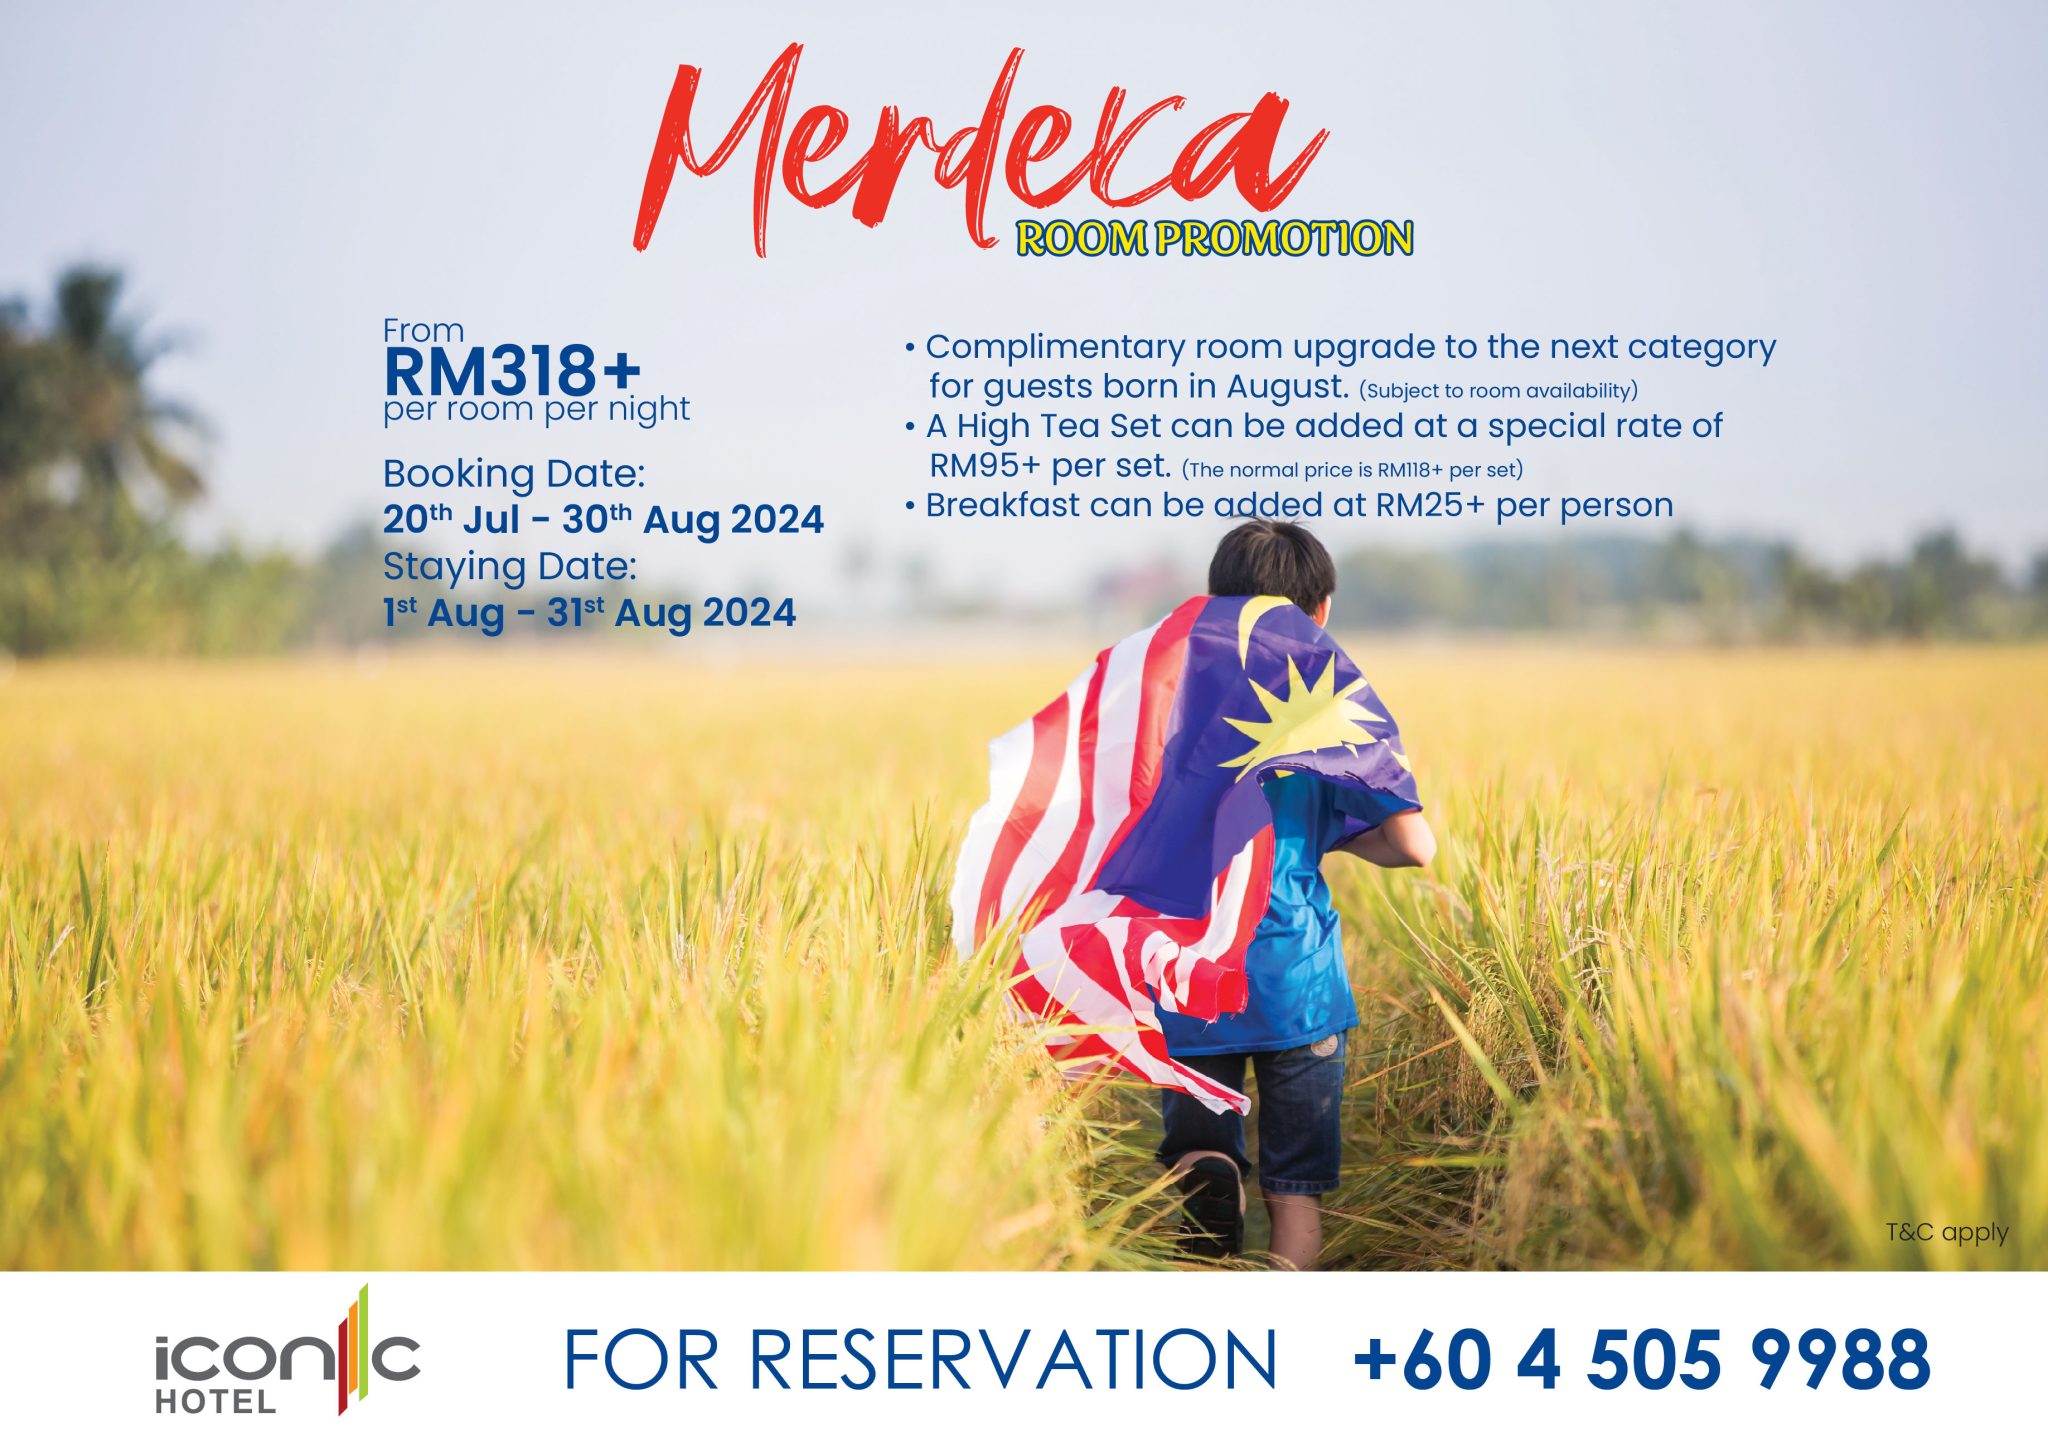 Merdeka
ROOM PROMOTION
From
RM318+
per room per night
Booking Date:
20th Jul - 30th Aug 2024
Staying Date:
1st Aug - 31st Aug 2024
• Complimentary room upgrade to the next category
for guests born in August. (Subject to room availability)
• A High Tea Set can be added at a special rate of
RM95+ per set. (The normal price is RM118+ per set)
• Breakfast can be added at RM25+ per person
T&C apply
iconic
HOTEL
FOR RESERVATION +60 4 505 9988